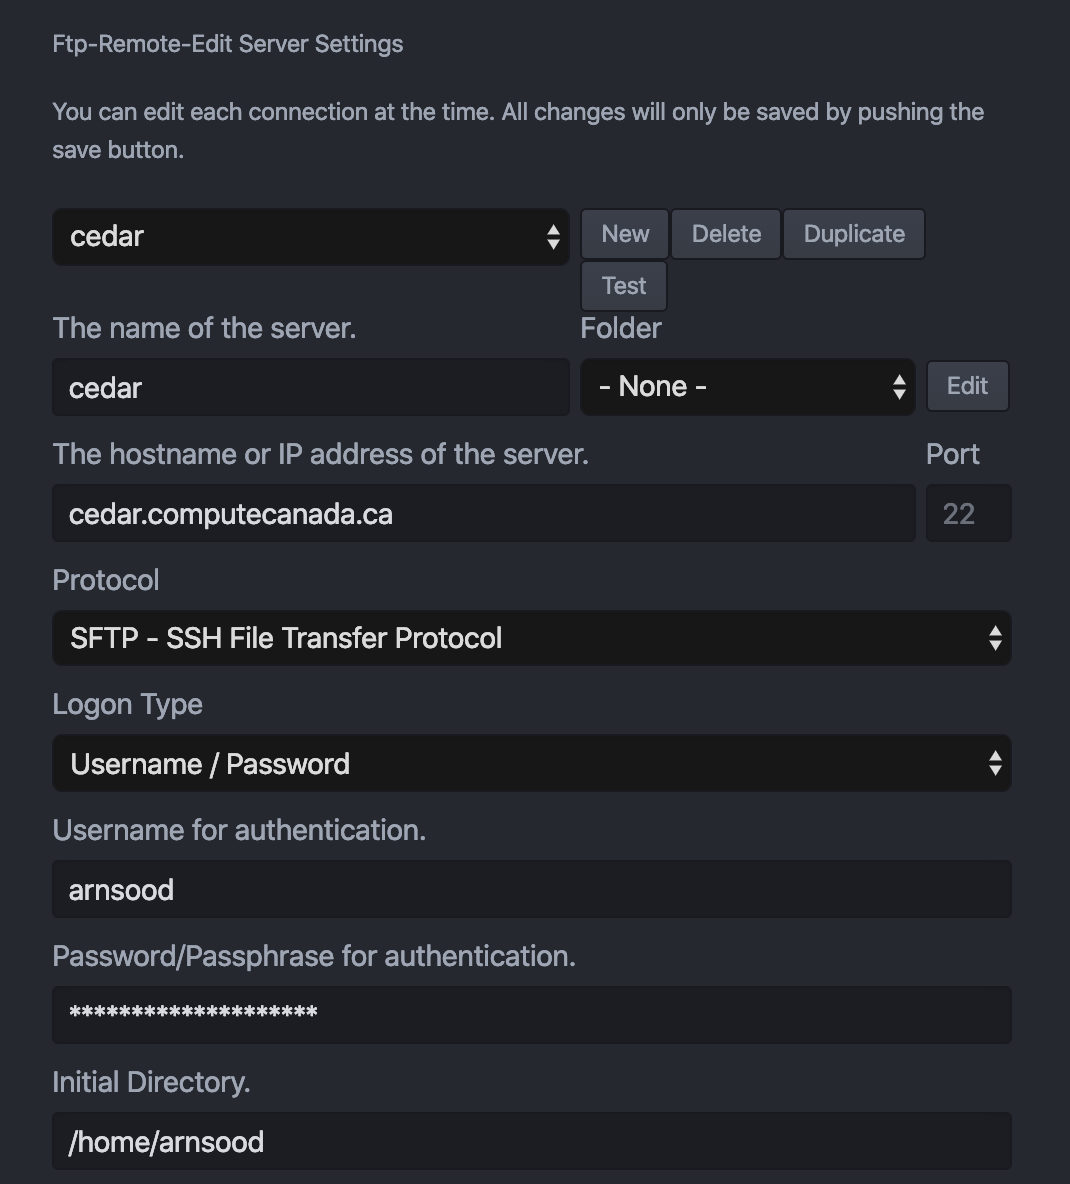 Ftp-Remote-Edit Server Settings
You can edit each connection at the time. All changes will only be saved by pushing the
save button.
cedar New Delete Duplicate
Test
The name of the server. Folder
cedar - None - Edit
The hostname or IP address of the server. Port
cedar.computecanada.ca 22
Protocol
SFTP - SSH File Transfer Protocol
Logon Type
Username / Password
Username for authentication.
arnsood
Password/Passphrase for authentication.
********************
Initial Directory.
/home/arnsood